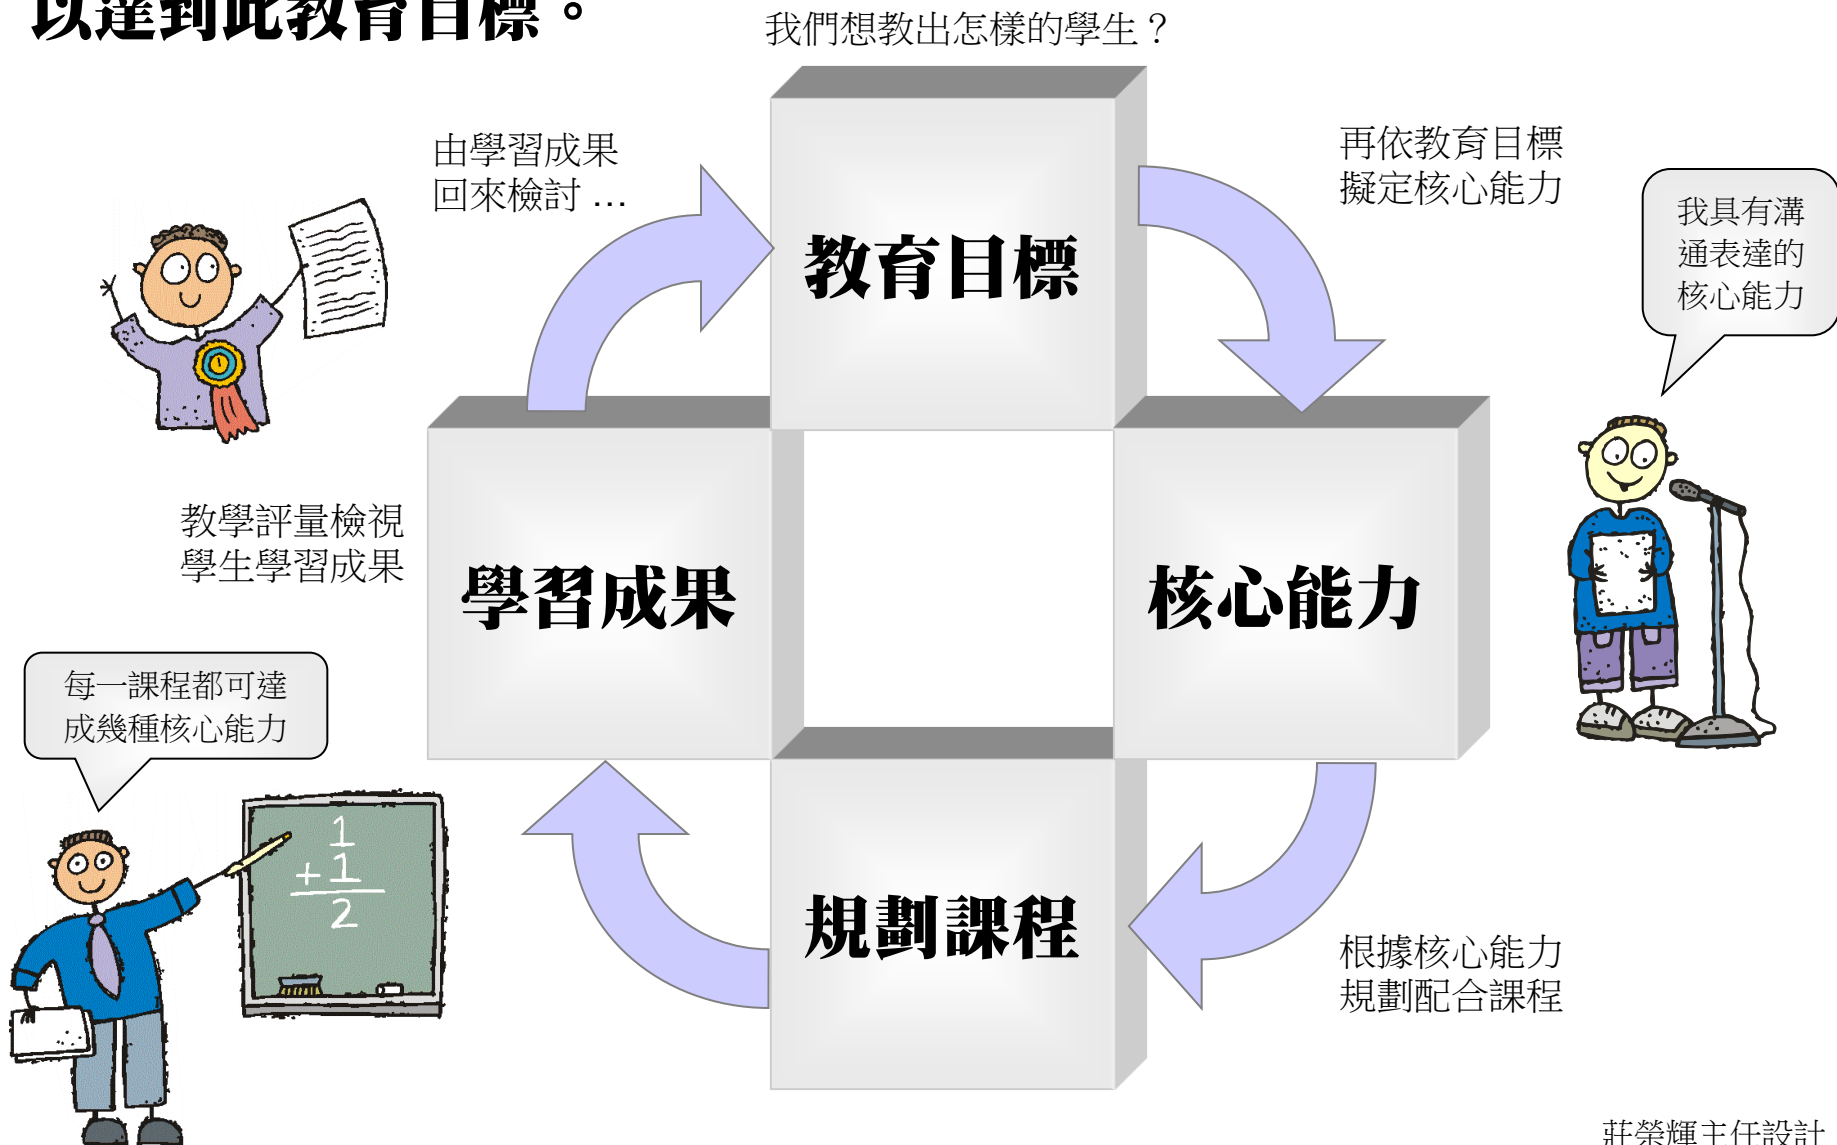 以達到此教育目標。
我們想教出怎樣的學生？
由學習成果
回來檢討 ...
再依教育目標
擬定核心能力
我具有溝
通表達的
核心能力
教育目標
教學評量檢視
學生學習成果
學習成果
核心能力
每一課程都可達
成幾種核心能力
1
+1
2
規劃課程
根據核心能力
規劃配合課程
莊榮輝主任設計